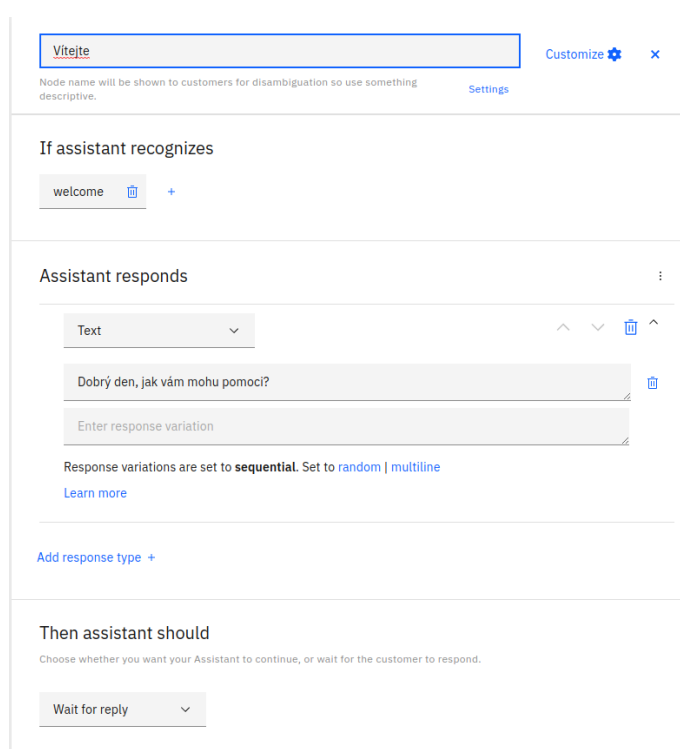 Vítejte
Customize
Node name will be shown to customers for disambiguation so use something
descriptive.
Settings
If assistant recognizes
welcome
+
Assistant responds
Text
Dobrý den, jak vám mohu pomoci?
Enter response variation
Response variations are set to sequential. Set to random | multiline
Learn more
Add response type +
Then assistant should
Choose whether you want your Assistant to continue, or wait for the customer to respond.
Wait for reply